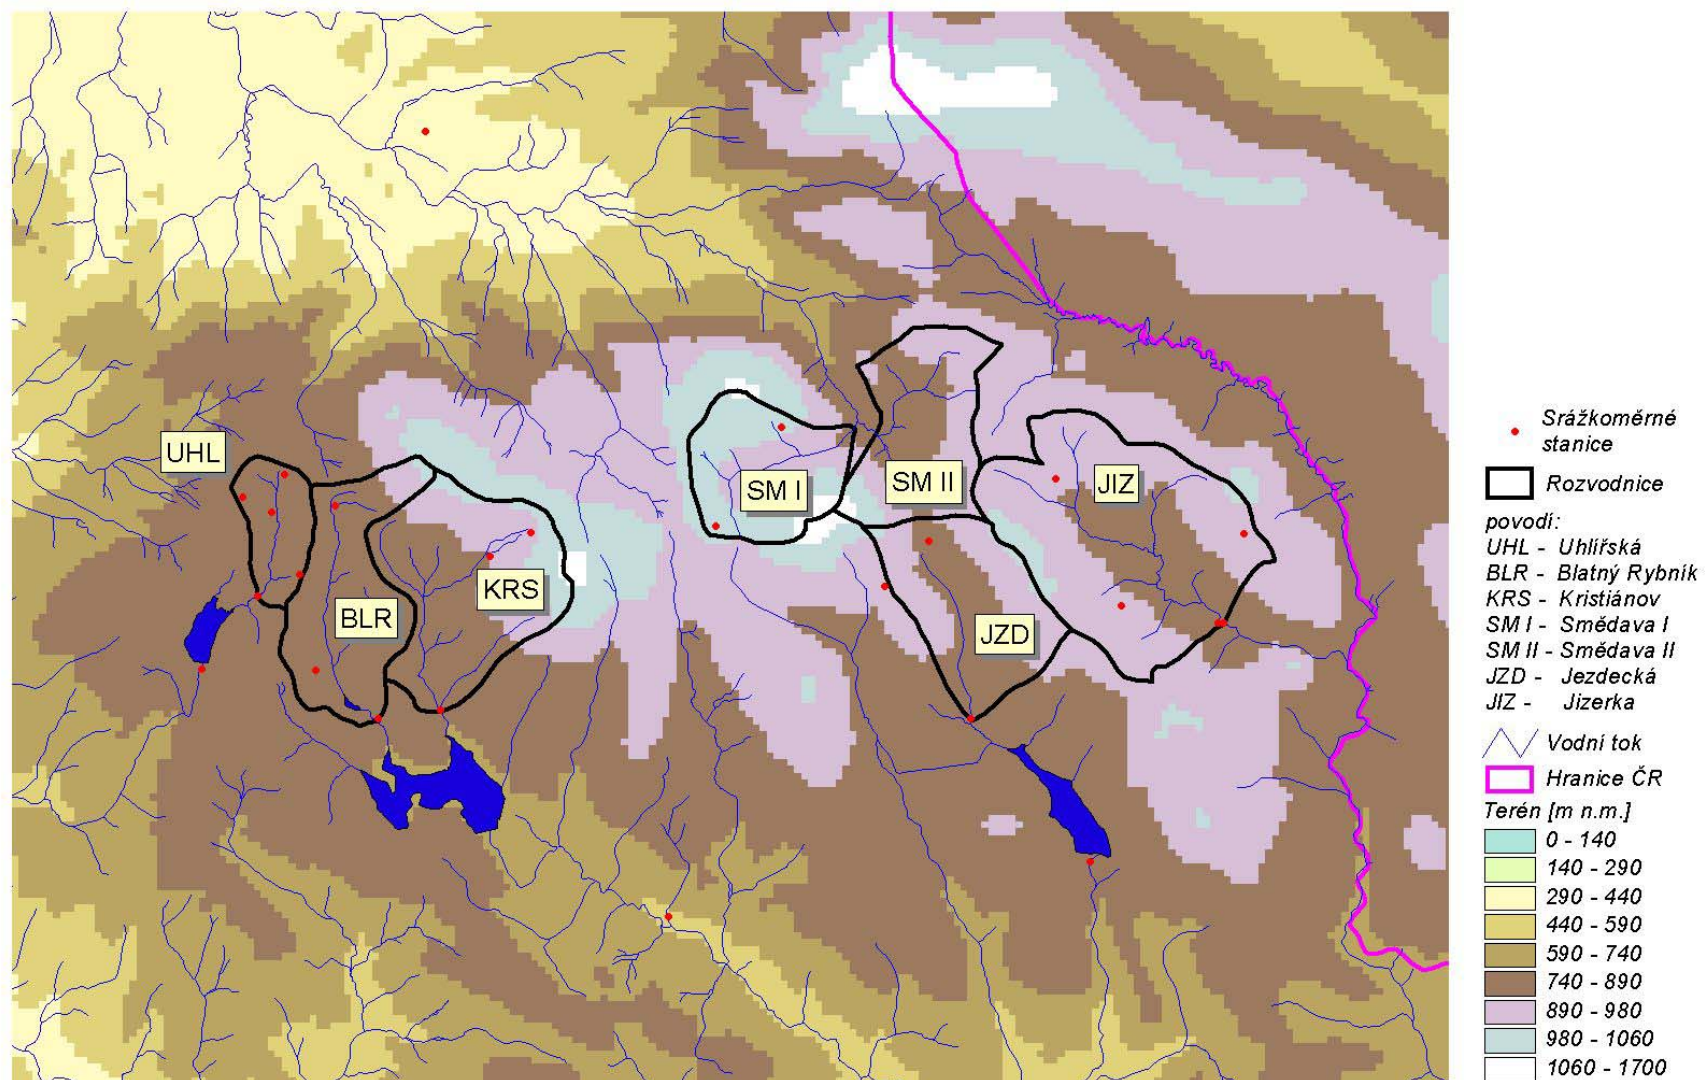 UHL
BLR
KRS
SM I
SM II
JIZ
JZD
Srážkoměrné
stanice
Rozvodnice
povodí:
UHL - Uhlířská
BLR - Blatný Rybník
KRS - Kristiánov
SM I - Smědava I
SM II - Smědava II
JZD - Jezdecká
JIZ - Jizerka
Vodní tok
Hranice ČR
Terén [m n.m.]
0 - 140
140 - 290
290 - 440
440 - 590
590 - 740
740 - 890
890 - 980
980 - 1060
1060 - 1700